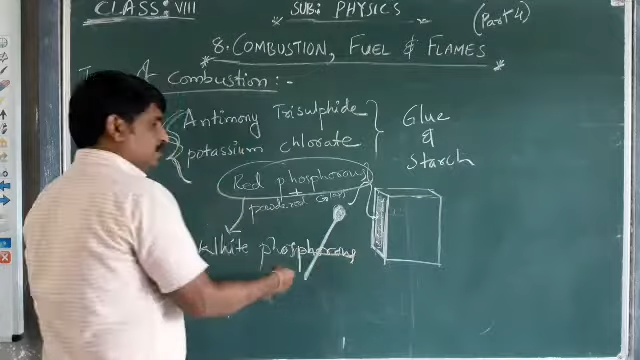 CLASS: VIII
SUB: PHYSICS
(Part 4)
8. COMBUSTION, FUEL & FLAMES
Combustion :-
Antimony Trisulphide
potassium chlorate
Glue
&
Starch
Red phosphorous
+
powdered Glass
White phosphorous